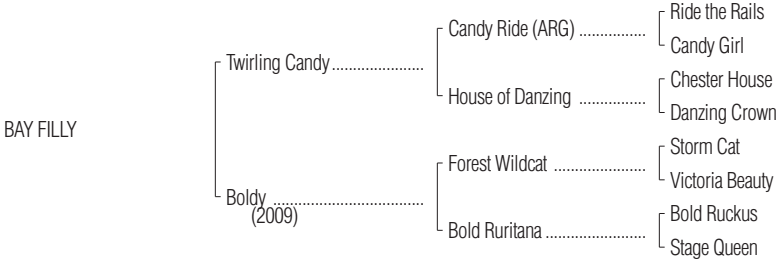 Ride the Rails
Candy Ride (ARG) ................
Candy Girl
Twirling Candy......................
Chester House
House of Danzing ................
Danzing Crown
BAY FILLY
Storm Cat
Forest Wildcat ......................
Victoria Beauty
Boldy ....................................
(2009)
Bold Ruckus
Bold Ruritana ........................
Stage Queen